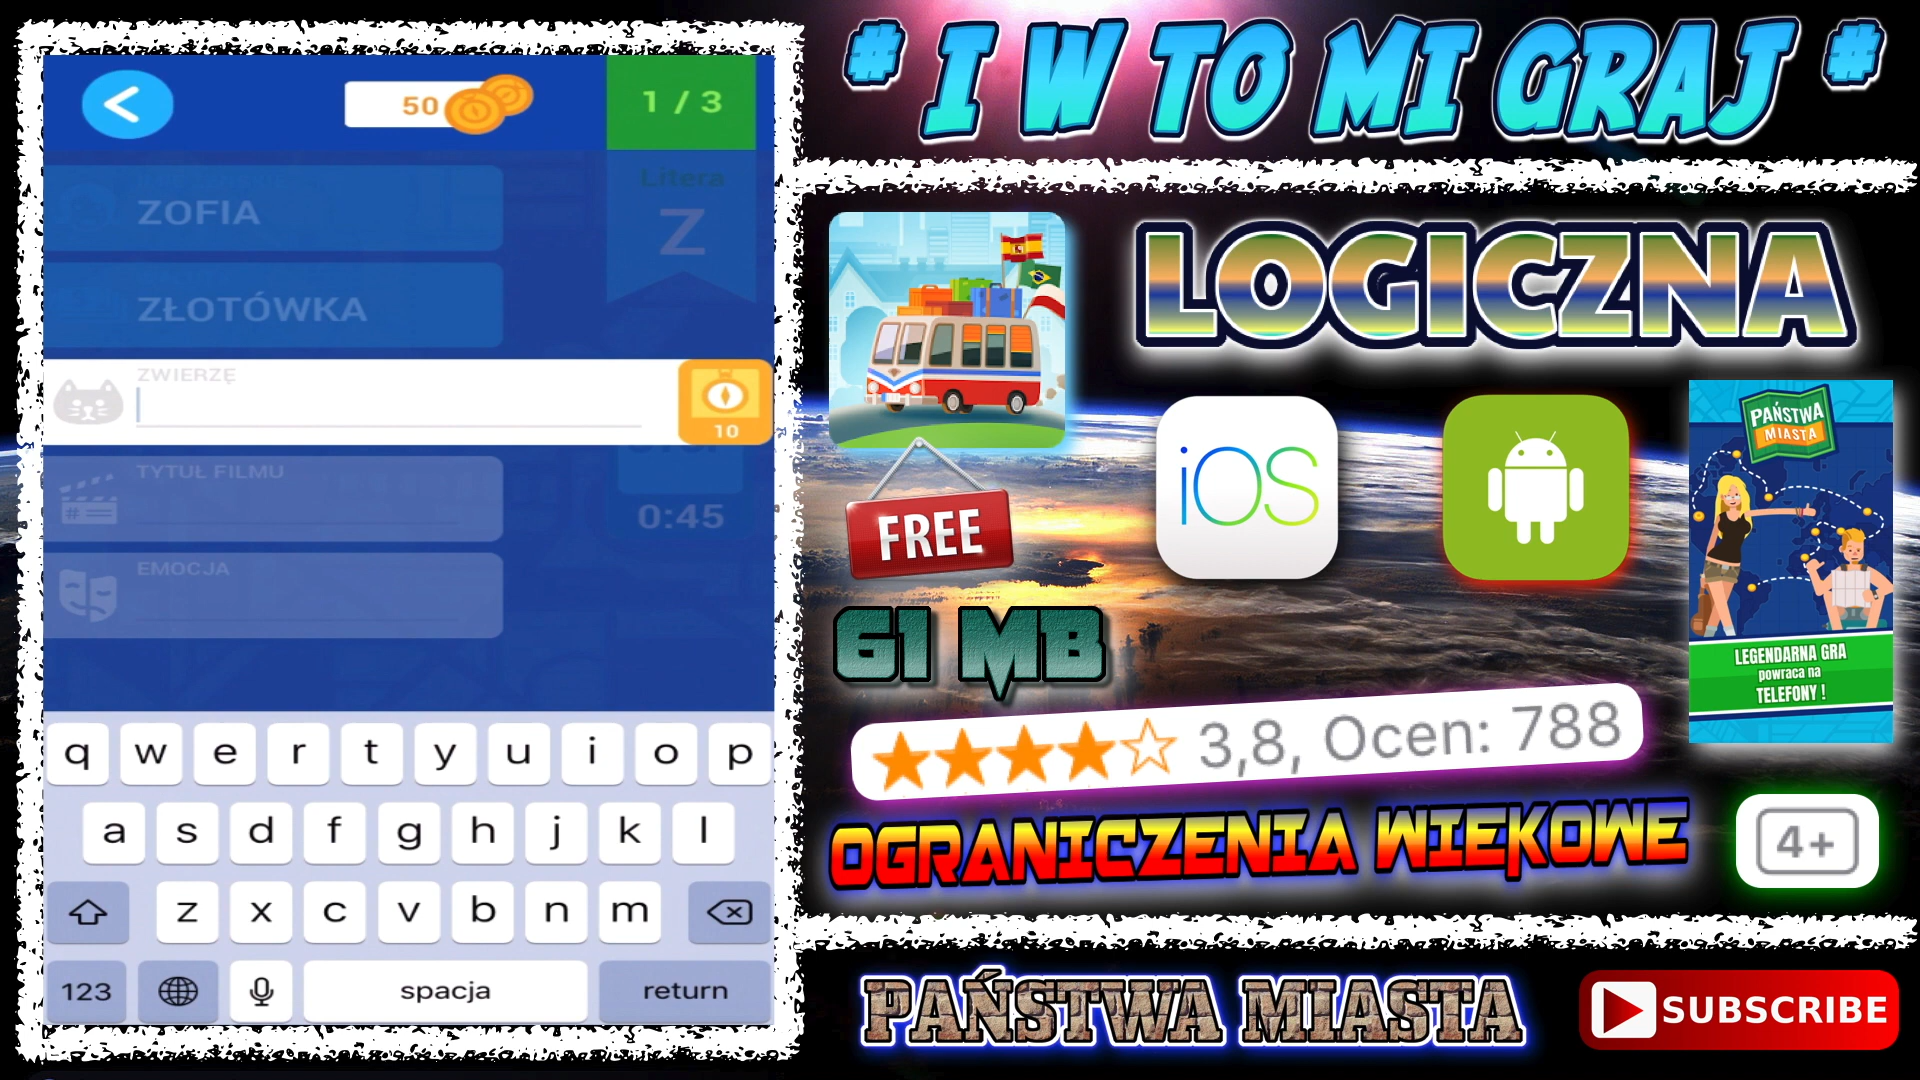 50
1 / 3
Litera
Z
ZOFIA
ZŁOTÓWKA
ZWIERZĘ
10
TYTUŁ FILMU
0:45
EMOCJA
q w e r t y u i o p
a s d f g h j k l
z x c v b n m
123 spacja return
* I W TO MI GRAJ *
LOGICZNA
FREE
iOS
PAŃSTWA
MIASTA
LEGENDARNA GRA
powraca na
TELEFONY !
61 MB
3,8, Ocen: 788
OGRANICZENIA WIEKOWE
4+
PAŃSTWA MIASTA
SUBSCRIBE